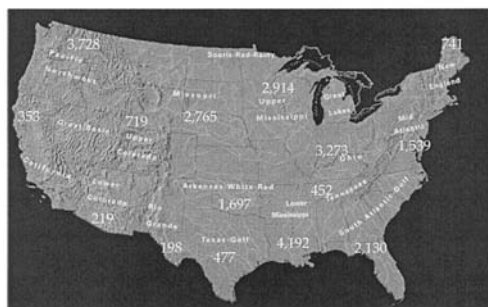 3,728
741
Pacific
Northwest
Souris-Red-Rainy
New
England
Missouri
2,914
Upper
Mississippi
Great
Lakes
353
Great Basin
719
Upper
Colorado
2,765
Mid
Atlantic
1,539
3,273
Ohio
California
Lower
Colorado
219
Arkansas-White-Red
1,697
452
Tennessee
Lower
Mississippi
South Atlantic-Gulf
Rio
Grande
198
Texas-Gulf
477
4,192
2,130